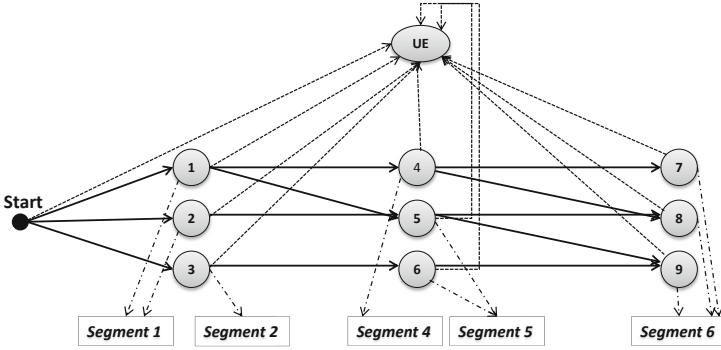 UE
1 4 7
Start
2 5 8
3 6 9
Segment 1 Segment 2 Segment 4 Segment 5 Segment 6